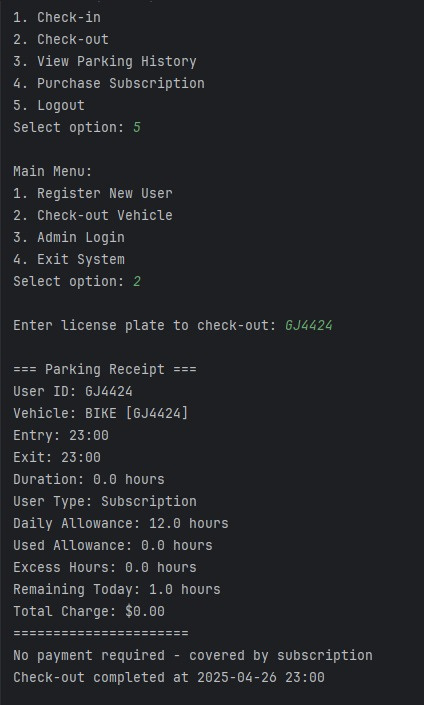 1. Check-in
2. Check-out
3. View Parking History
4. Purchase Subscription
5. Logout
Select option: 5
Main Menu:
1. Register New User
2. Check-out Vehicle
3. Admin Login
4. Exit System
Select option: 2
Enter license plate to check-out: GJ4424
=== Parking Receipt ===
User ID: GJ4424
Vehicle: BIKE [GJ4424]
Entry: 23:00
Exit: 23:00
Duration: 0.0 hours
User Type: Subscription
Daily Allowance: 12.0 hours
Used Allowance: 0.0 hours
Excess Hours: 0.0 hours
Remaining Today: 1.0 hours
Total Charge: $0.00
======================
No payment required - covered by subscription
Check-out completed at 2025-04-26 23:00